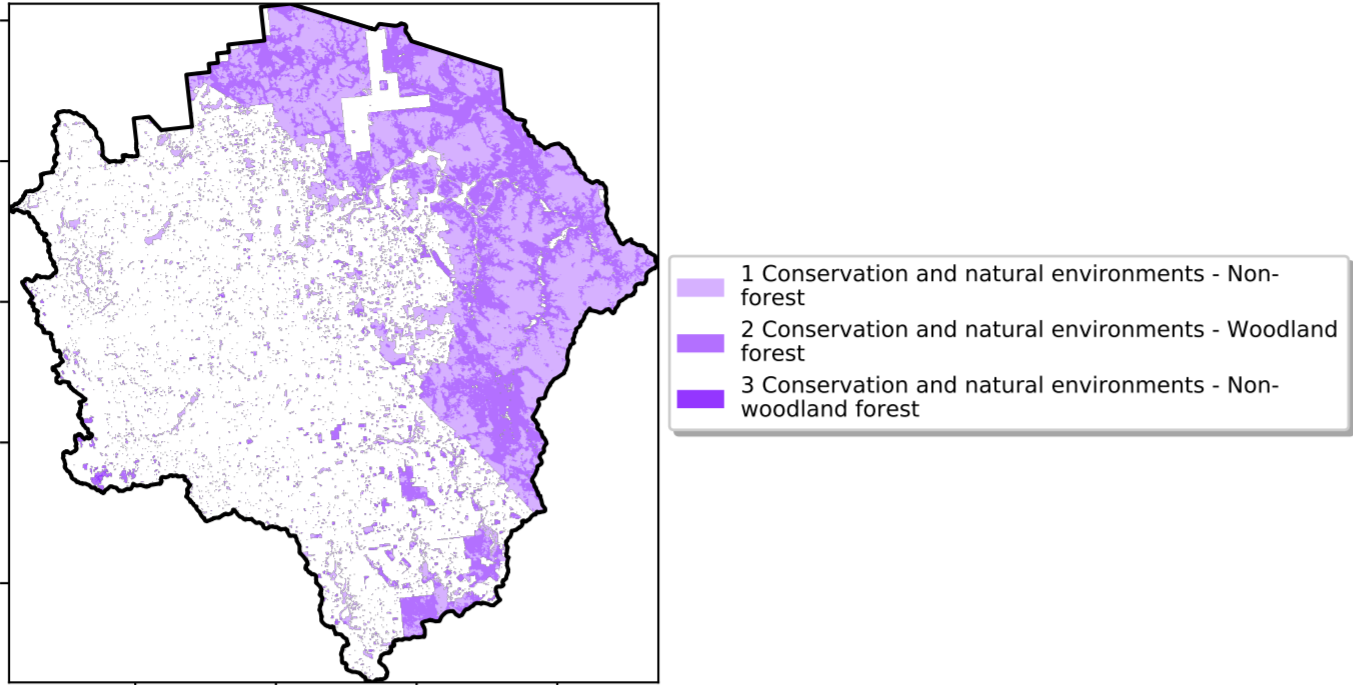 1 Conservation and natural environments - Non-
forest
2 Conservation and natural environments - Woodland
forest
3 Conservation and natural environments - Non-
woodland forest